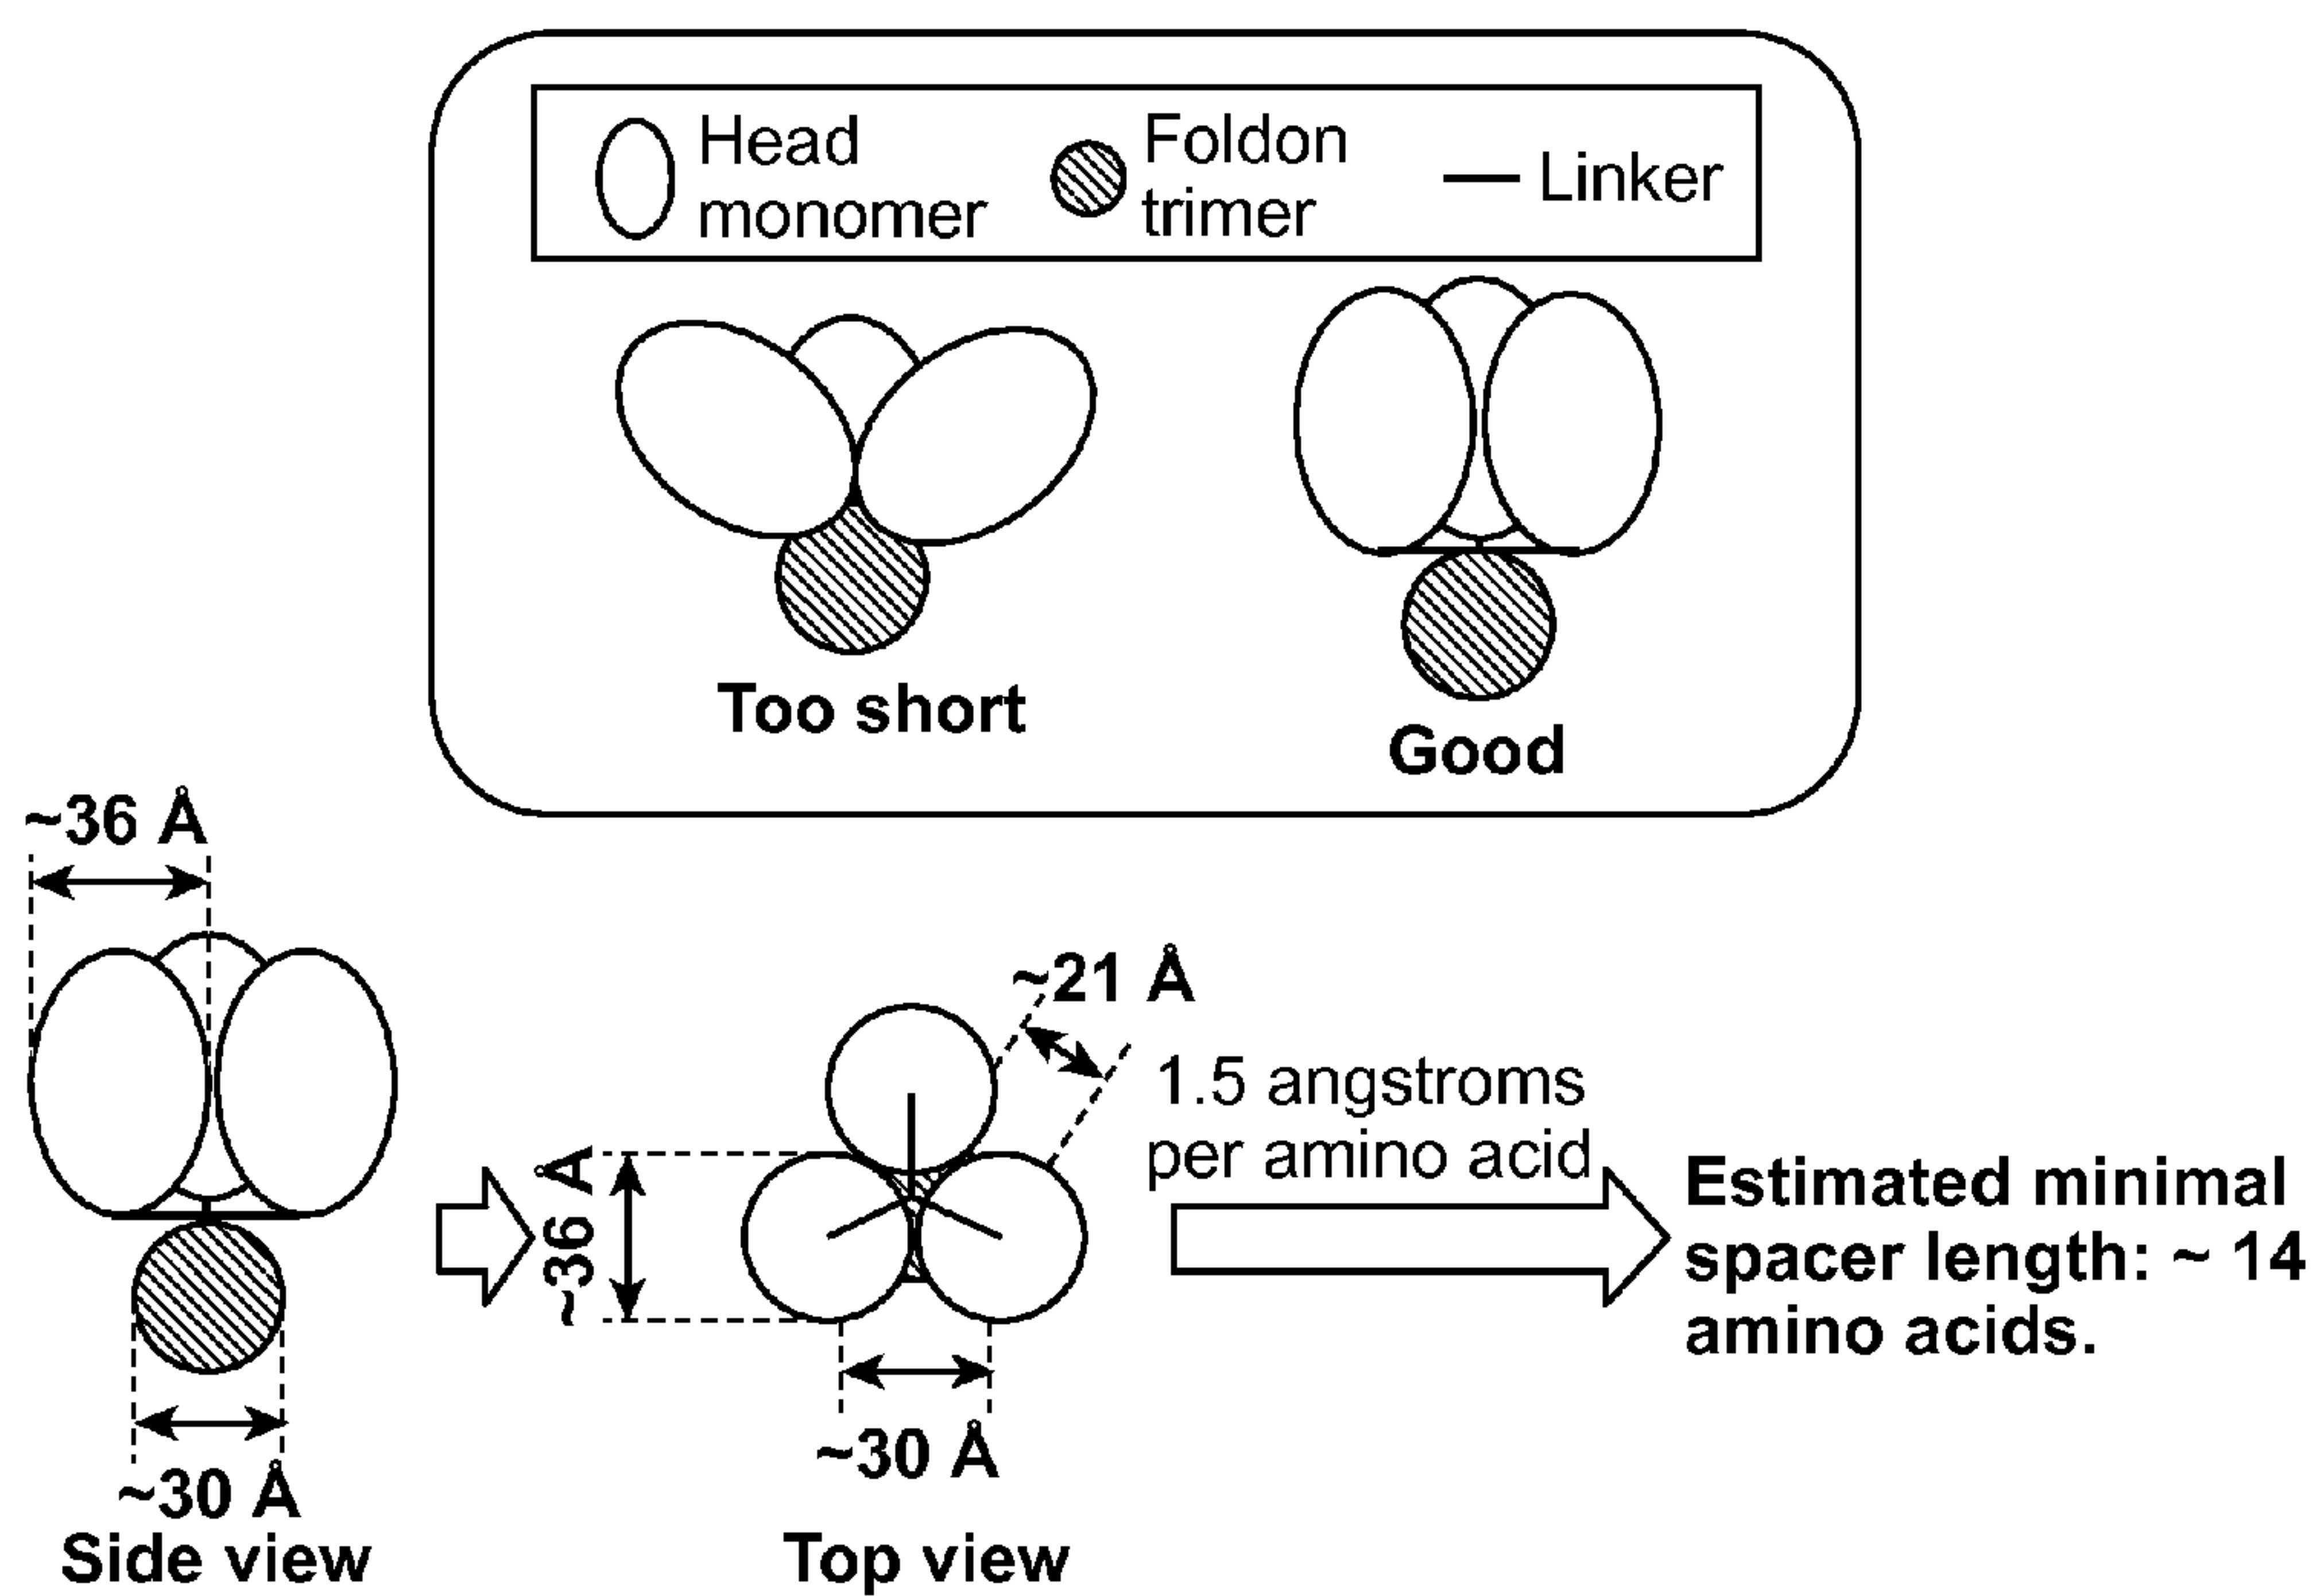 Head
monomer
Foldon
trimer
Linker
Too short
Good
~36 Å
~30 Å
Side view
~36 Å
~21 Å
~30 Å
Top view
1.5 angstroms
per amino acid
Estimated minimal
spacer length: ~ 14
amino acids.